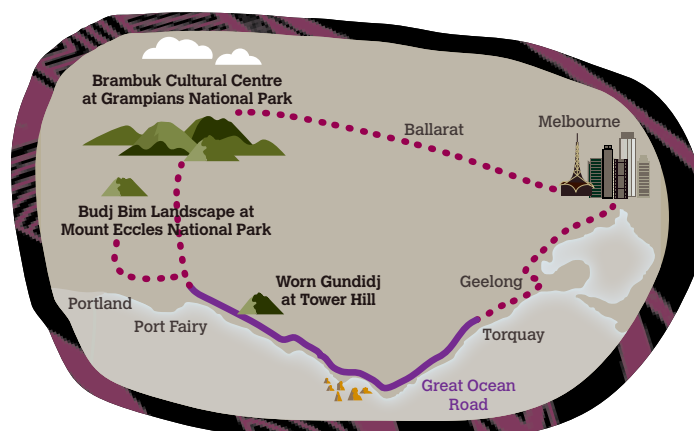 Brambuk Cultural Centre
at Grampians National Park
Ballarat
Melbourne
Budj Bim Landscape at
Mount Eccles National Park
Worn Gundidj
at Tower Hill
Geelong
Portland
Port Fairy
Torquay
Great Ocean
Road